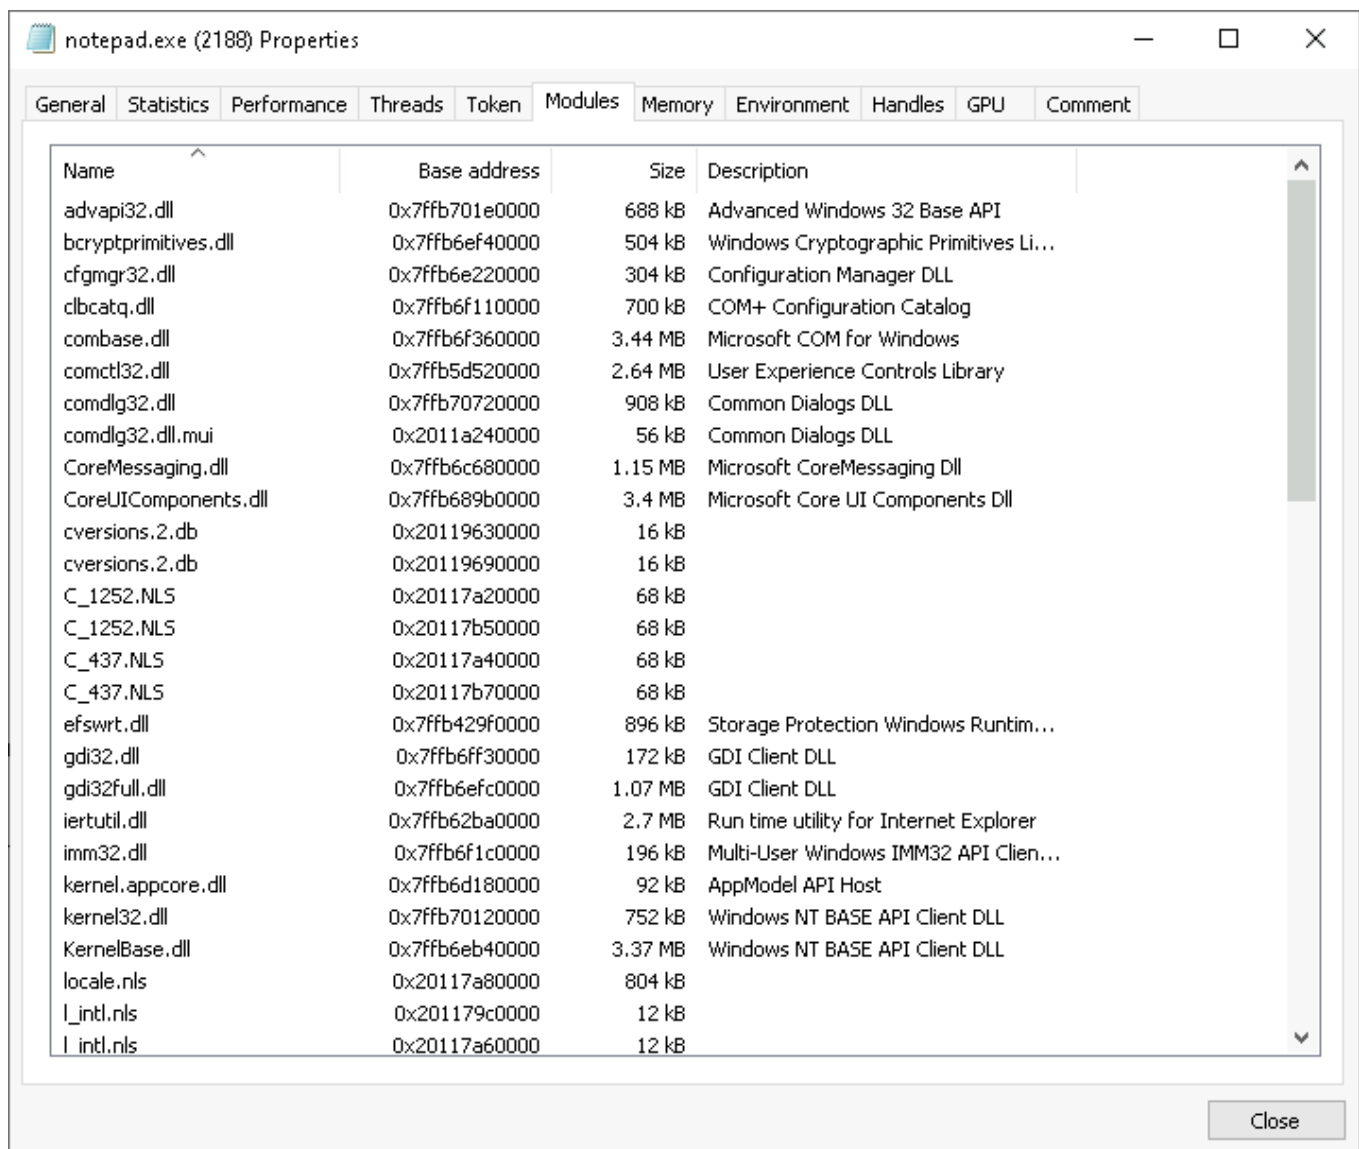 notepad.exe (2188) Properties
General Statistics Performance Threads Token Modules Memory Environment Handles GPU Comment
Name Base address Size Description
advapi32.dll 0x7ffb701e0000 688 kB Advanced Windows 32 Base API
bcryptprimitives.dll 0x7ffb6ef40000 504 kB Windows Cryptographic Primitives Li...
cfgmgr32.dll 0x7ffb6e220000 304 kB Configuration Manager DLL
clbcatq.dll 0x7ffb6f110000 700 kB COM+ Configuration Catalog
combase.dll 0x7ffb6f360000 3.44 MB Microsoft COM for Windows
comctl32.dll 0x7ffb5d520000 2.64 MB User Experience Controls Library
comdlg32.dll 0x7ffb70720000 908 kB Common Dialogs DLL
comdlg32.dll.mui 0x2011a240000 56 kB Common Dialogs DLL
CoreMessaging.dll 0x7ffb6c680000 1.15 MB Microsoft CoreMessaging Dll
CoreUIComponents.dll 0x7ffb689b0000 3.4 MB Microsoft Core UI Components Dll
cversions.2.db 0x20119630000 16 kB
cversions.2.db 0x20119690000 16 kB
C_1252.NLS 0x20117a20000 68 kB
C_1252.NLS 0x20117b50000 68 kB
C_437.NLS 0x20117a40000 68 kB
C_437.NLS 0x20117b70000 68 kB
efswrt.dll 0x7ffb429f0000 896 kB Storage Protection Windows Runtim...
gdi32.dll 0x7ffb6ff30000 172 kB GDI Client DLL
gdi32full.dll 0x7ffb6efc0000 1.07 MB GDI Client DLL
iertutil.dll 0x7ffb62ba0000 2.7 MB Run time utility for Internet Explorer
imm32.dll 0x7ffb6f1c0000 196 kB Multi-User Windows IMM32 API Clien...
kernel.appcore.dll 0x7ffb6d180000 92 kB AppModel API Host
kernel32.dll 0x7ffb70120000 752 kB Windows NT BASE API Client DLL
KernelBase.dll 0x7ffb6eb40000 3.37 MB Windows NT BASE API Client DLL
locale.nls 0x20117a80000 804 kB
l_intl.nls 0x201179c0000 12 kB
l_intl.nls 0x20117a60000 12 kB
Close